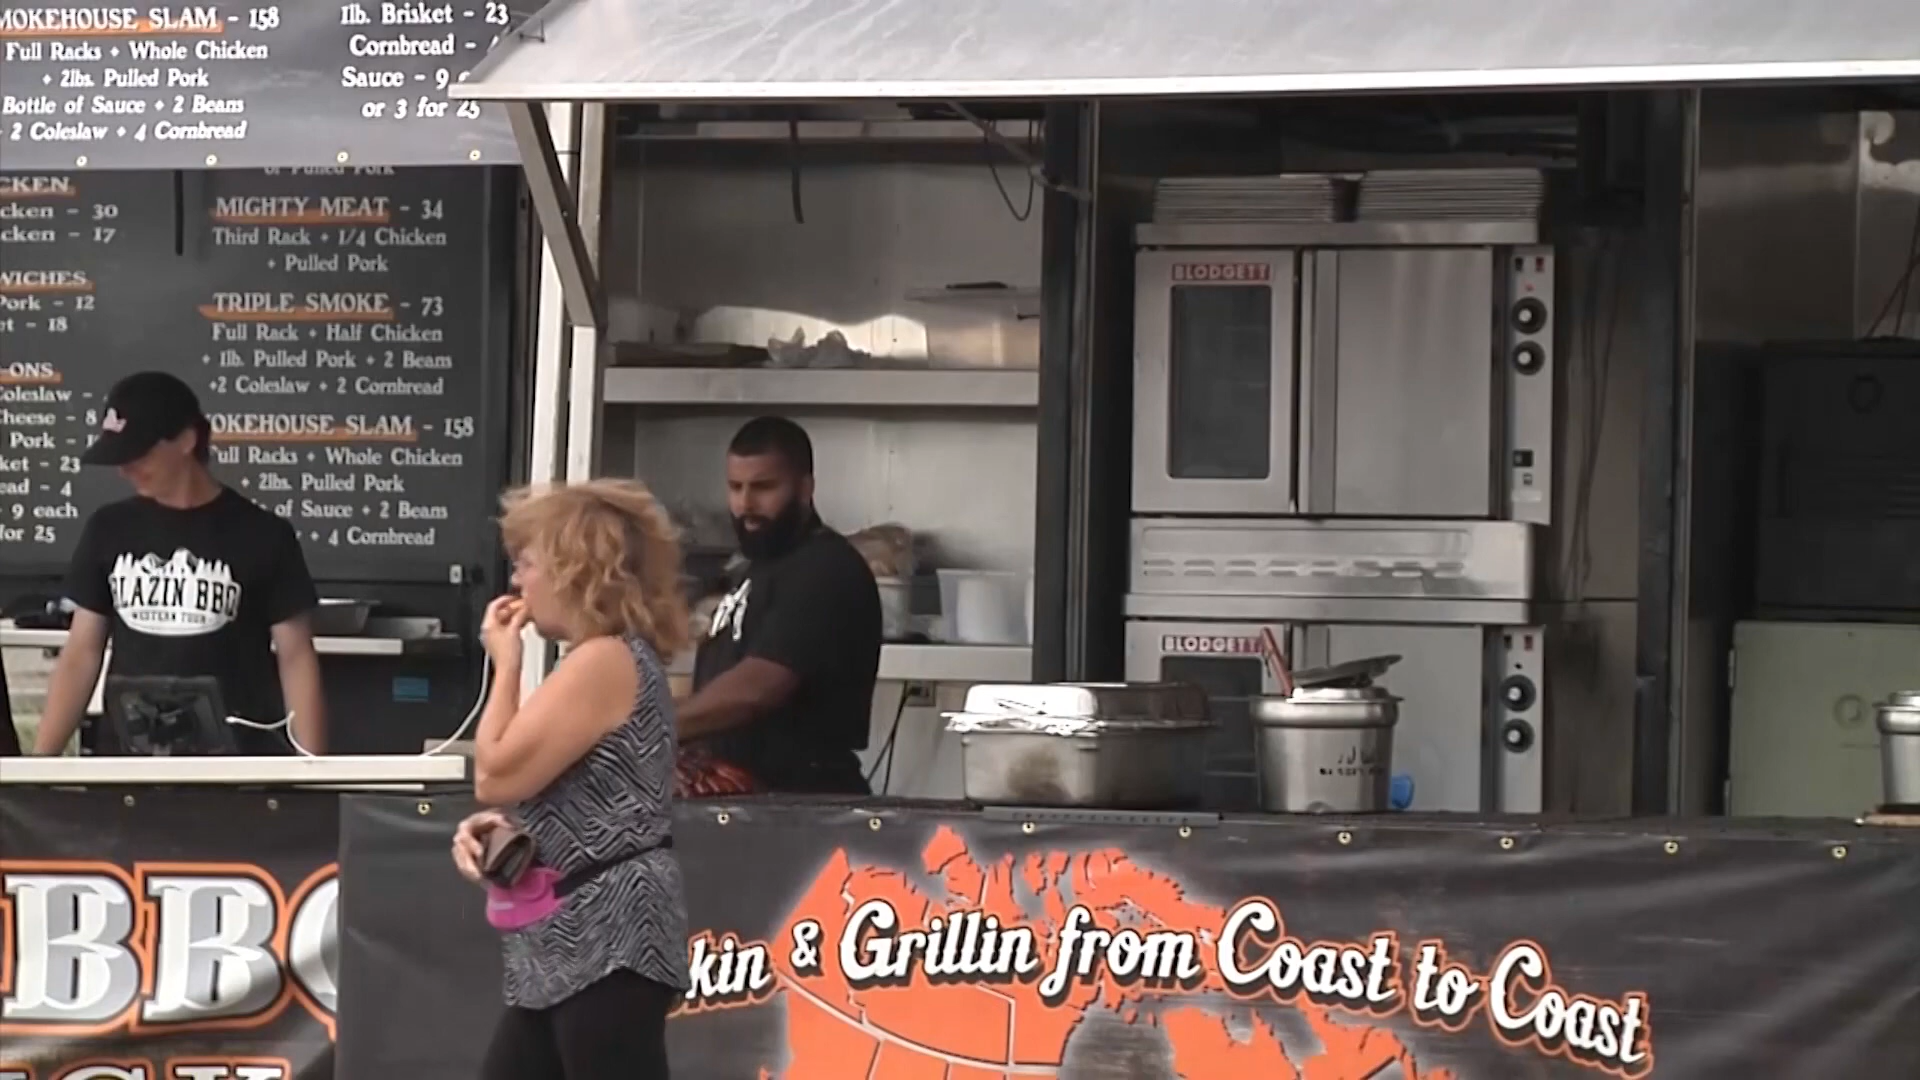 MOKEHOUSE SLAM - 158
Full Racks + Whole Chicken
+ 2lbs. Pulled Pork
Bottle of Sauce + 2 Beans
2 Coleslaw + 4 Cornbread
1lb. Brisket - 23
Cornbread -
Sauce - 9
or 3 for 25
CKEN
cken - 30
cken - 17
WICHES
Pork - 12
et - 18
-ONS
Coleslaw -
Cheese - 8
Pork -
ket - 23
ead - 4
- 9 each
for 25
or Pulled Pork
MIGHTY MEAT - 34
Third Rack + 1/4 Chicken
+ Pulled Pork
TRIPLE SMOKE - 73
Full Rack + Half Chicken
+ 1lb. Pulled Pork + 2 Beans
+2 Coleslaw + 2 Cornbread
OKEHOUSE SLAM - 158
Full Racks + Whole Chicken
+ 2lbs. Pulled Pork
of Sauce + 2 Beans
+ 4 Cornbread
BLAZIN BBQ
WESTERN TOUR
BLODGETT
BLODGETT
BBQ
kin & Grillin from Coast to Coast